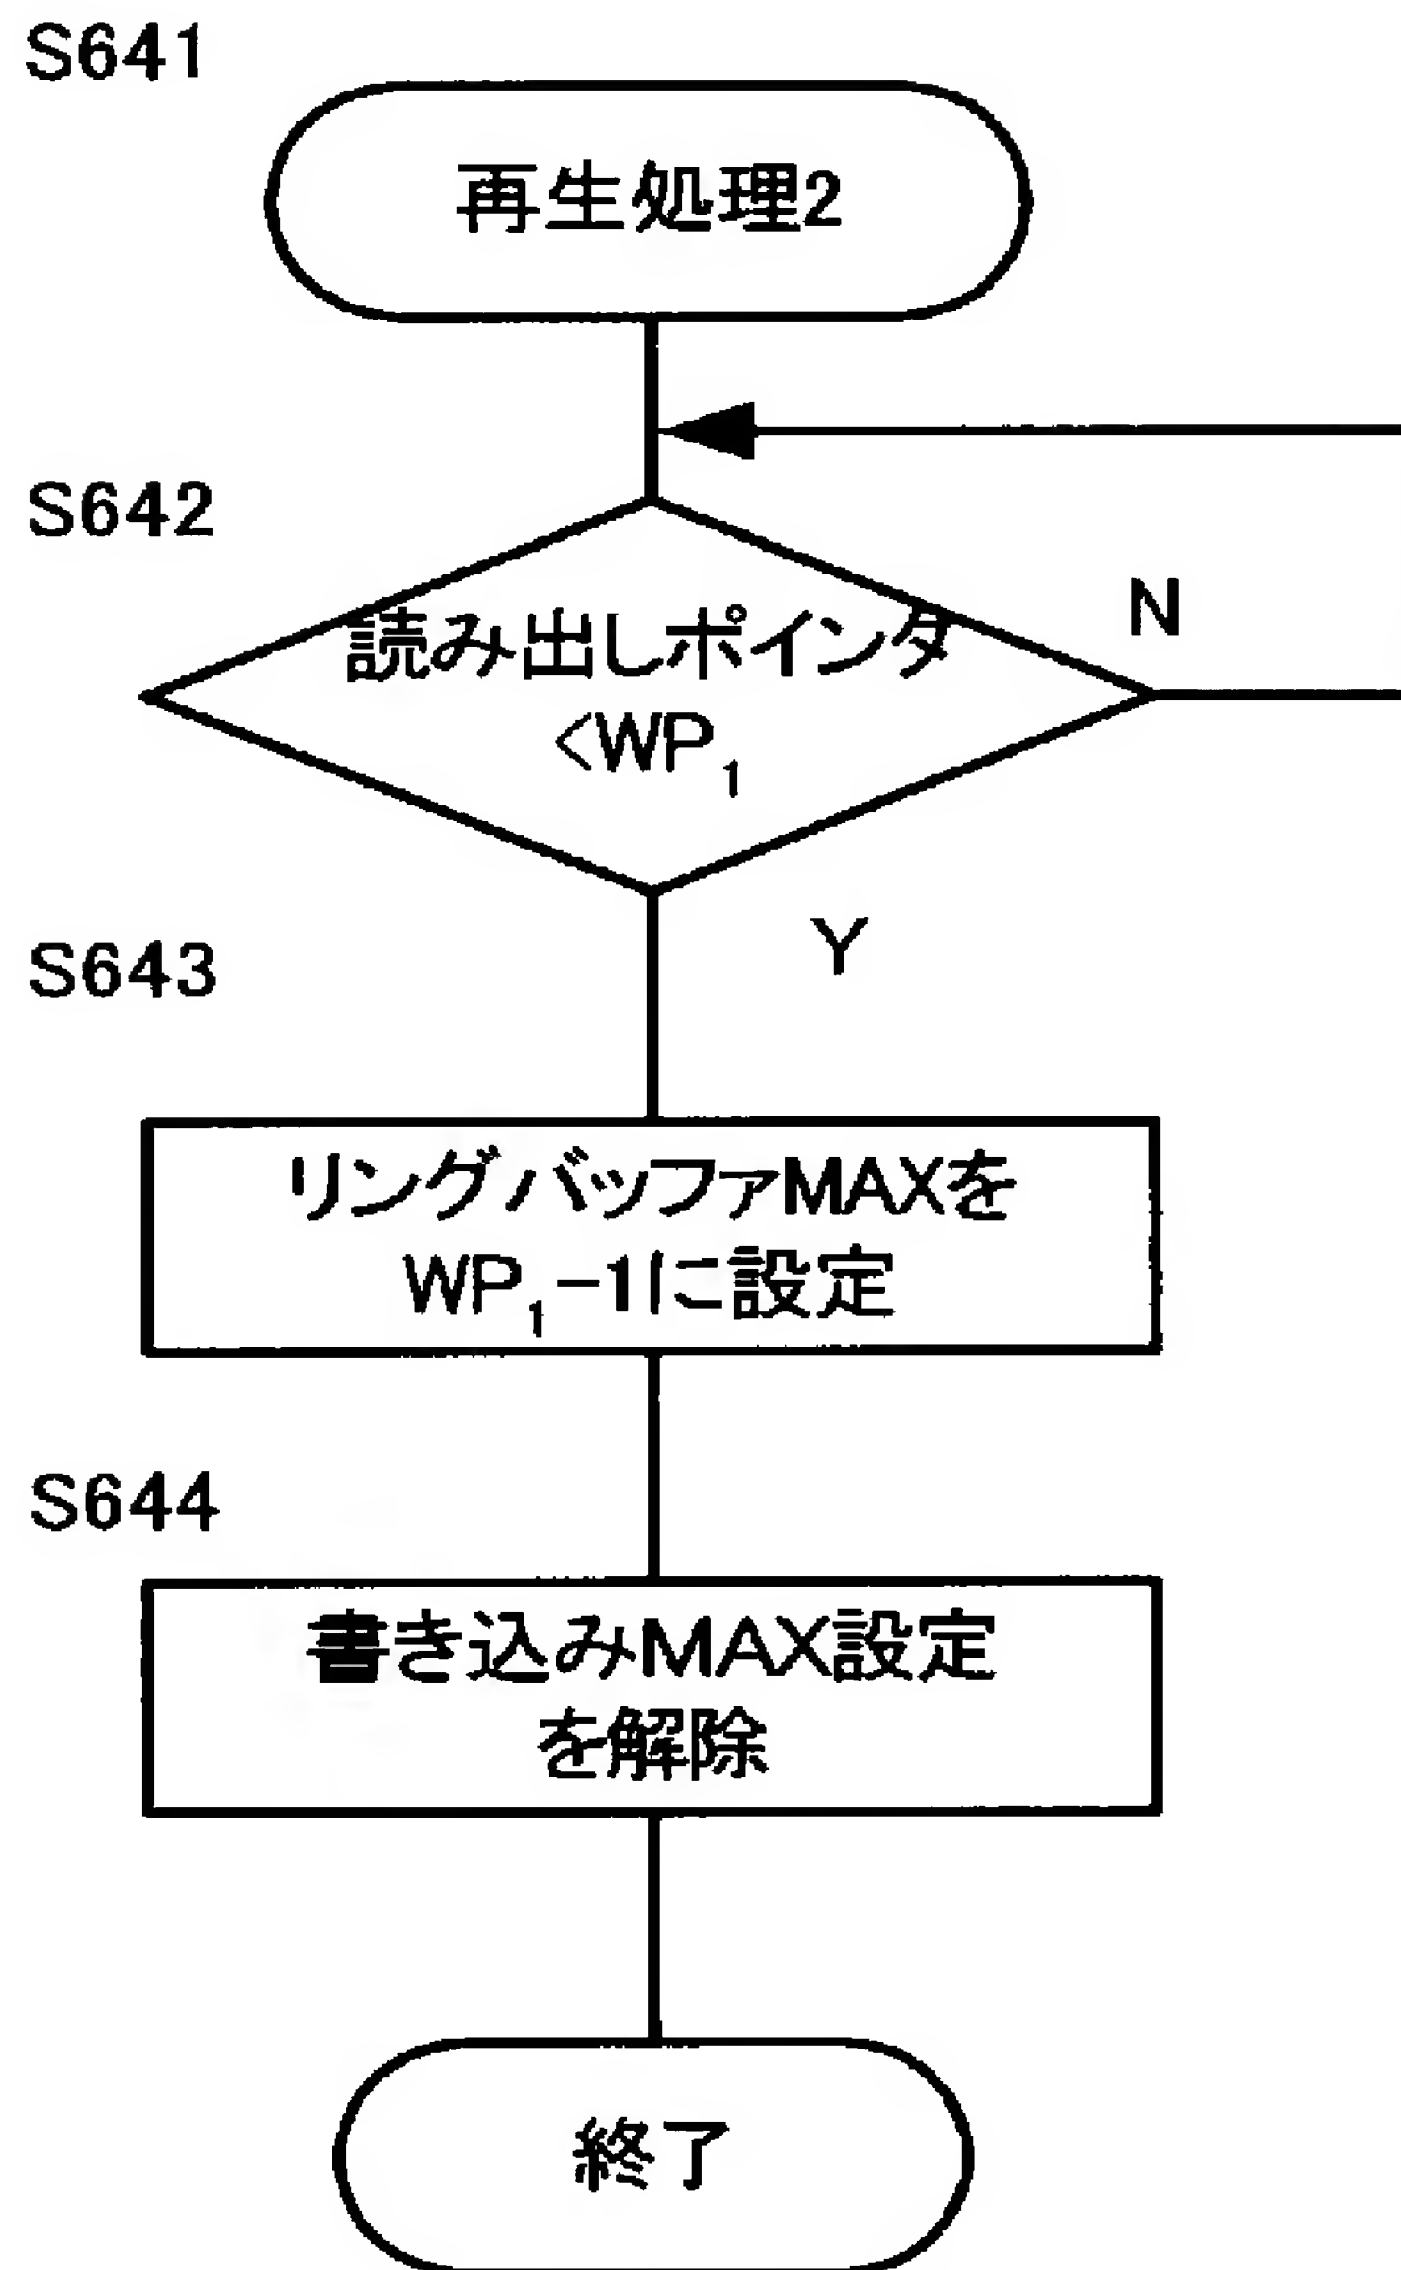 S641
再生処理2
S642
読み出しポインタ
<WP₁
N
Y
S643
リングバッファMAXを
WP₁-1に設定
S644
書き込みMAX設定
を解除
終了